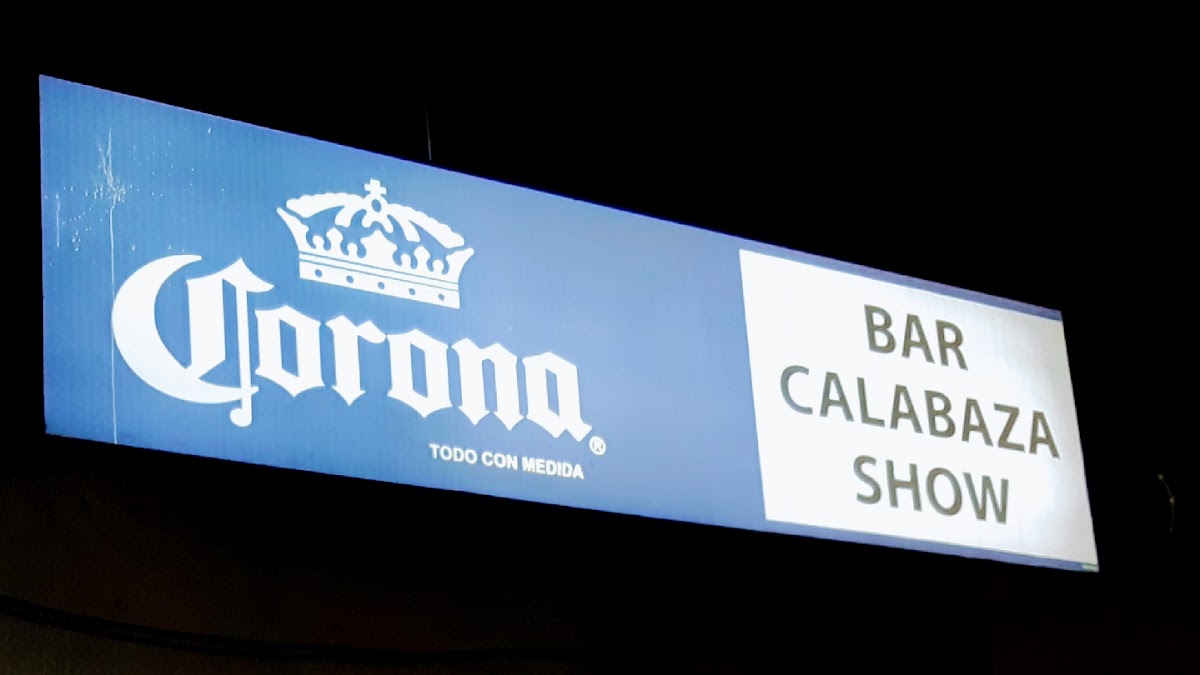 Corona®
TODO CON MEDIDA
BAR
CALABAZA
SHOW